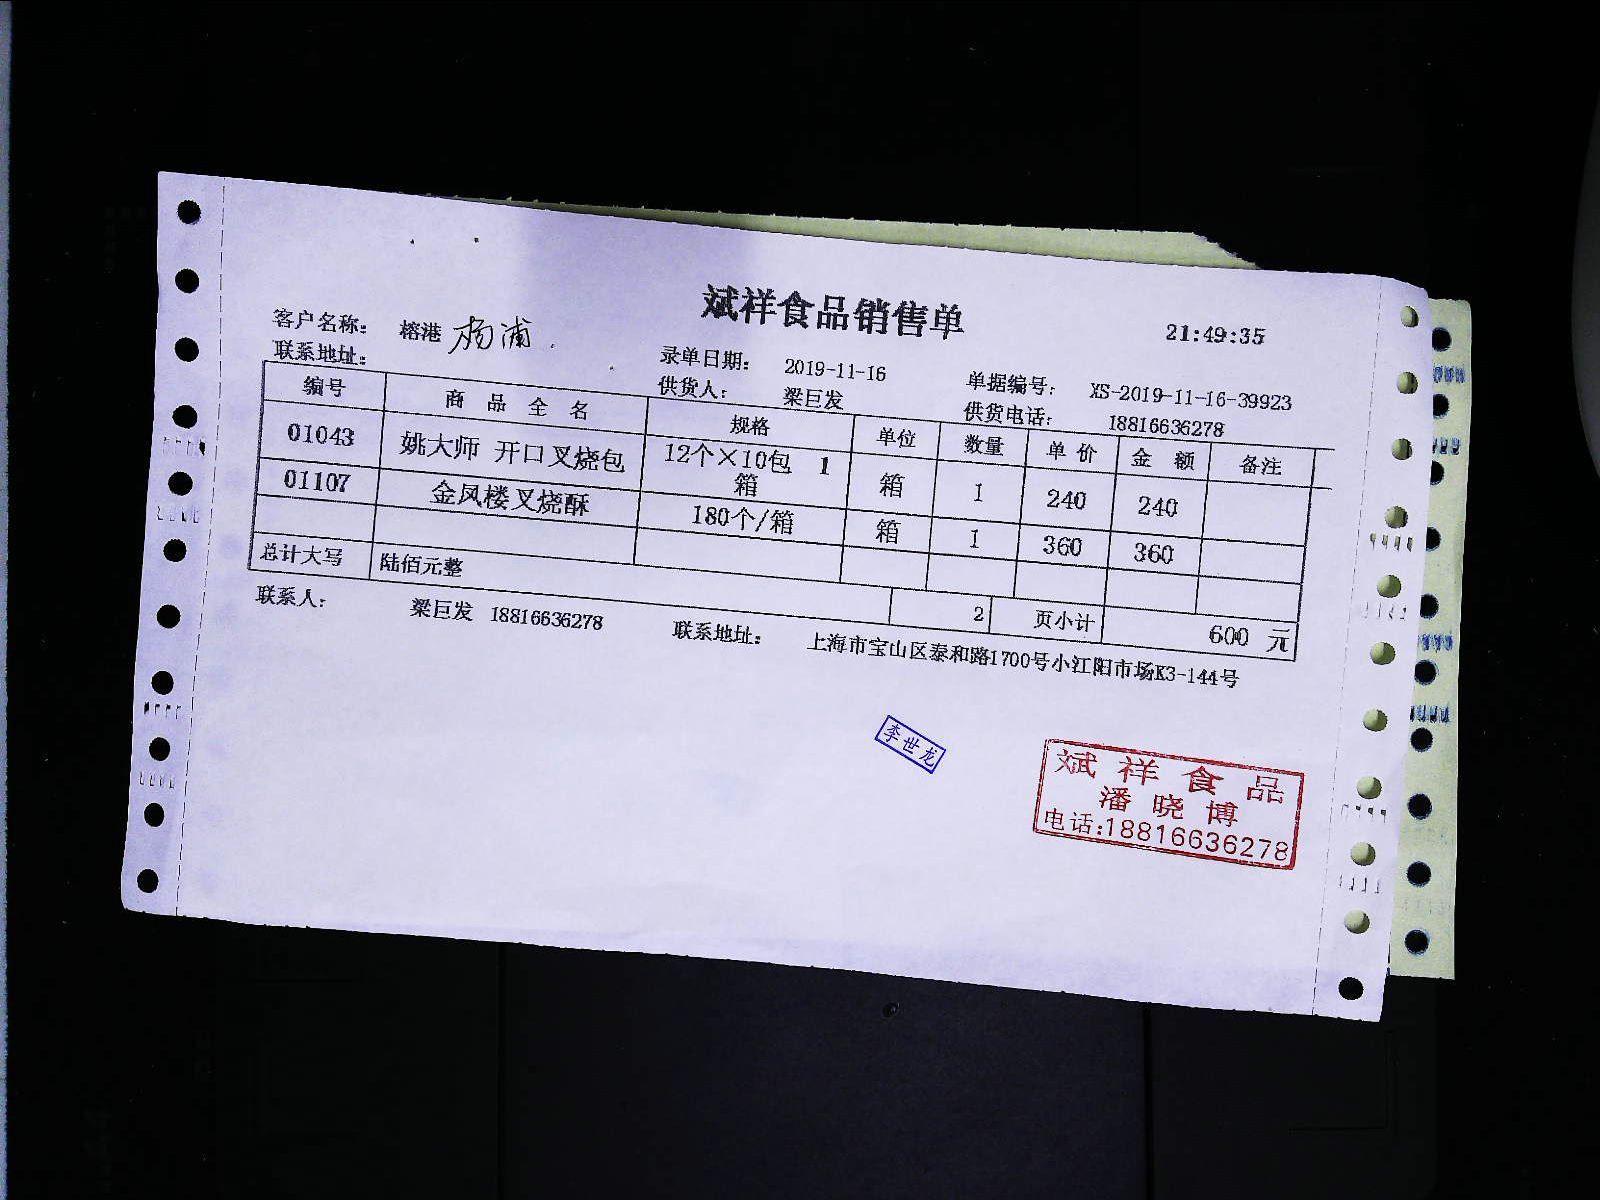 斌祥食品销售单
21:49:35
客户名称: 榕港 杨浦
录单日期: 2019-11-16 单据编号: XS-2019-11-16-39923
联系地址: 供货人: 梁巨发 供货电话: 18816636278
编号 商品全名 规格 单位 数量 单价 金额 备注
01043 姚大师 开口叉烧包 12个×10包 1箱 箱 1 240 240
01107 金凤楼叉烧酥 180个/箱 箱 1 360 360
总计大写 陆佰元整 2 页小计 600 元
联系人: 梁巨发 18816636278 联系地址: 上海市宝山区泰和路1700号小江阳市场K3-144号
李世龙
斌祥食品
潘晓博
电话:18816636278